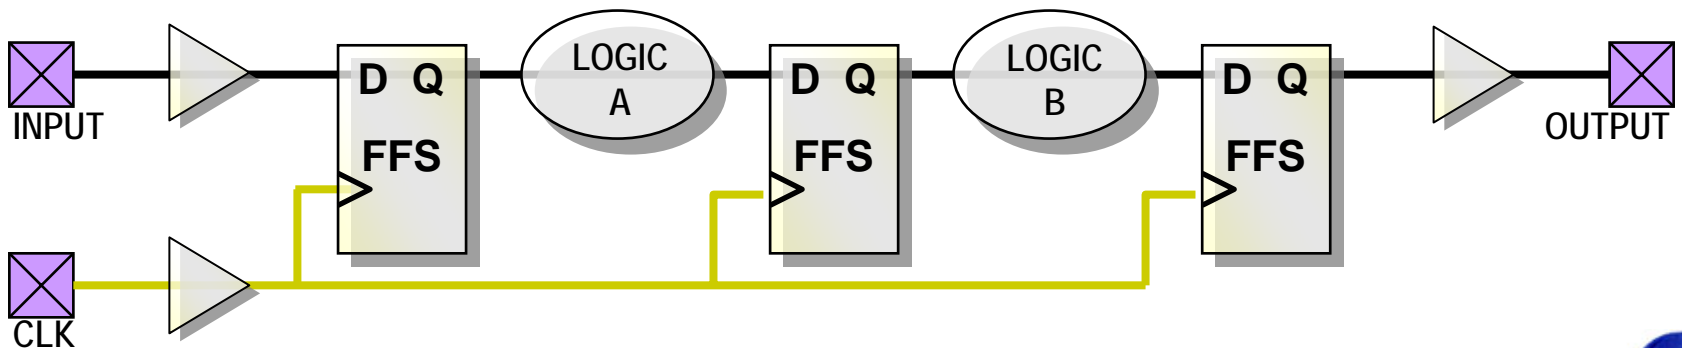 INPUT
D Q
FFS
LOGIC
A
D Q
FFS
LOGIC
B
D Q
FFS
OUTPUT
CLK